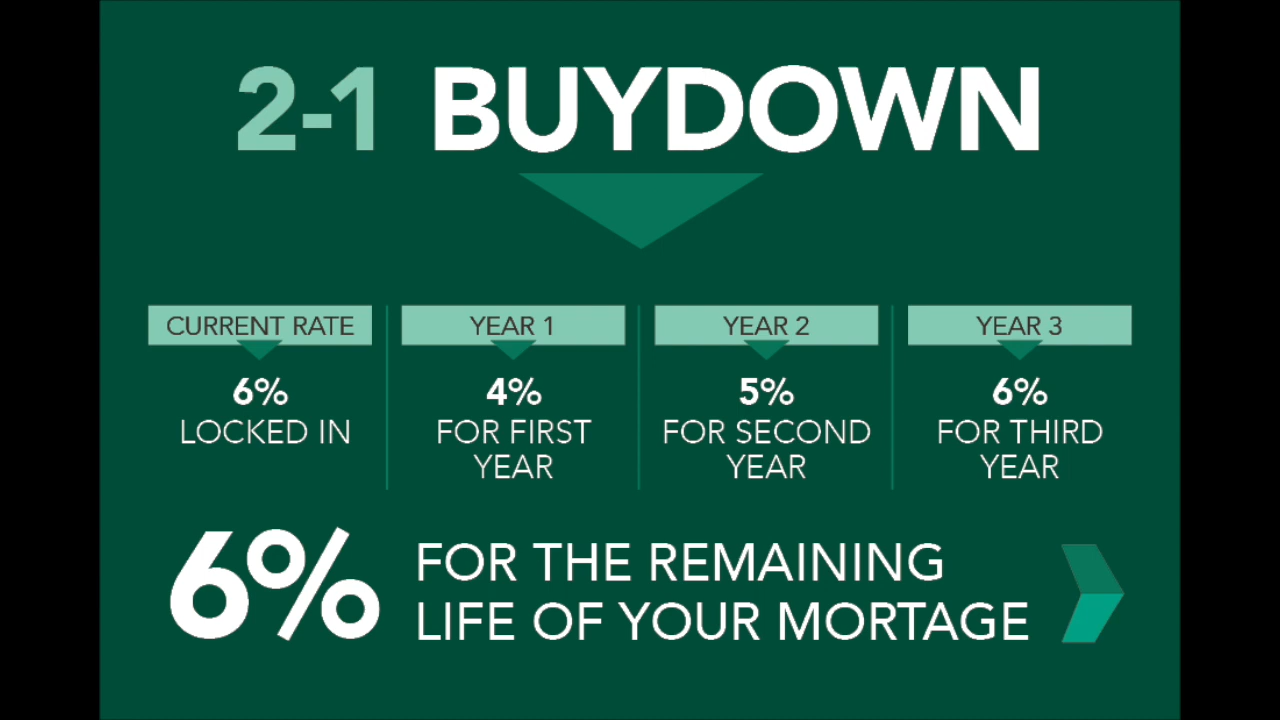 2-1 BUYDOWN
CURRENT RATE
6%
LOCKED IN
YEAR 1
4%
FOR FIRST
YEAR
YEAR 2
5%
FOR SECOND
YEAR
YEAR 3
6%
FOR THIRD
YEAR
6%
FOR THE REMAINING
LIFE OF YOUR MORTAGE